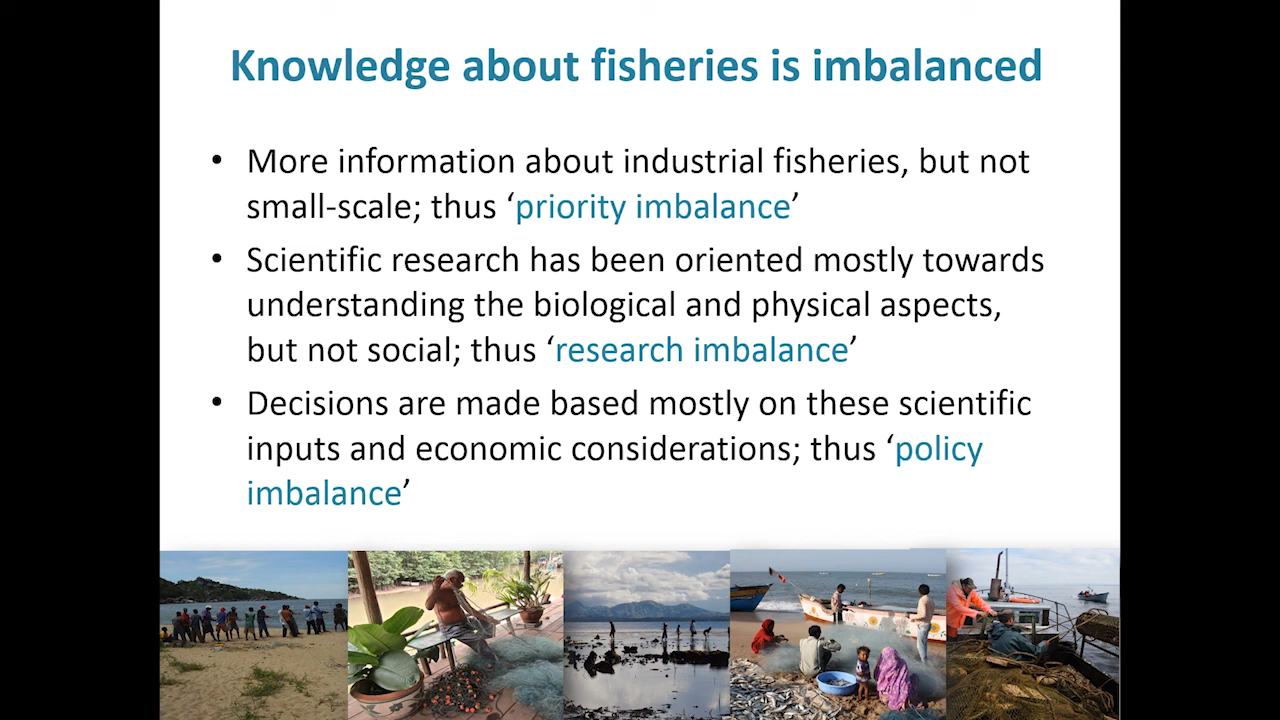 Knowledge about fisheries is imbalanced
• More information about industrial fisheries, but not
small-scale; thus ‘priority imbalance’
• Scientific research has been oriented mostly towards
understanding the biological and physical aspects,
but not social; thus ‘research imbalance’
• Decisions are made based mostly on these scientific
inputs and economic considerations; thus ‘policy
imbalance’